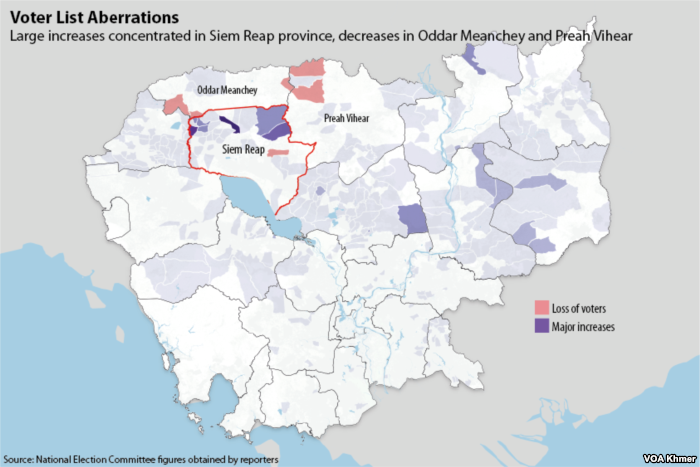 Voter List Aberrations
Large increases concentrated in Siem Reap province, decreases in Oddar Meanchey and Preah Vihear
Oddar Meanchey
Preah Vihear
Siem Reap
Loss of voters
Major increases
Source: National Election Committee figures obtained by reporters
VOA Khmer